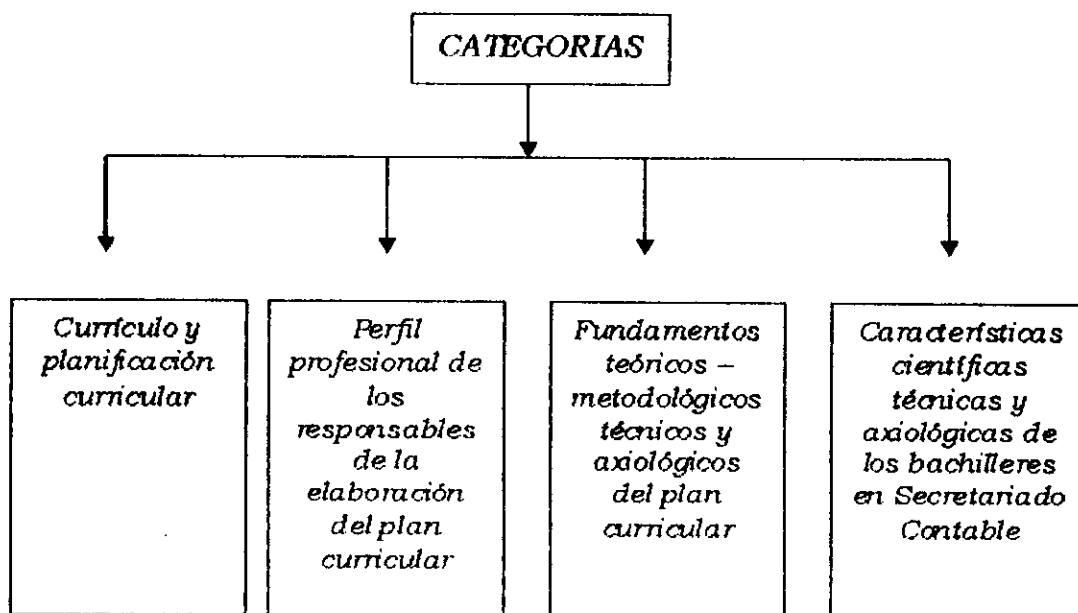 CATEGORIAS
Currículo y
planificación
curricular
Perfil
profesional de
los
responsables
de la
elaboración
del plan
curricular
Fundamentos
teóricos –
metodológicos
técnicos y
axiológicos
del plan
curricular
Características
científicas
técnicas y
axiológicas de
los bachilleres
en Secretariado
Contable